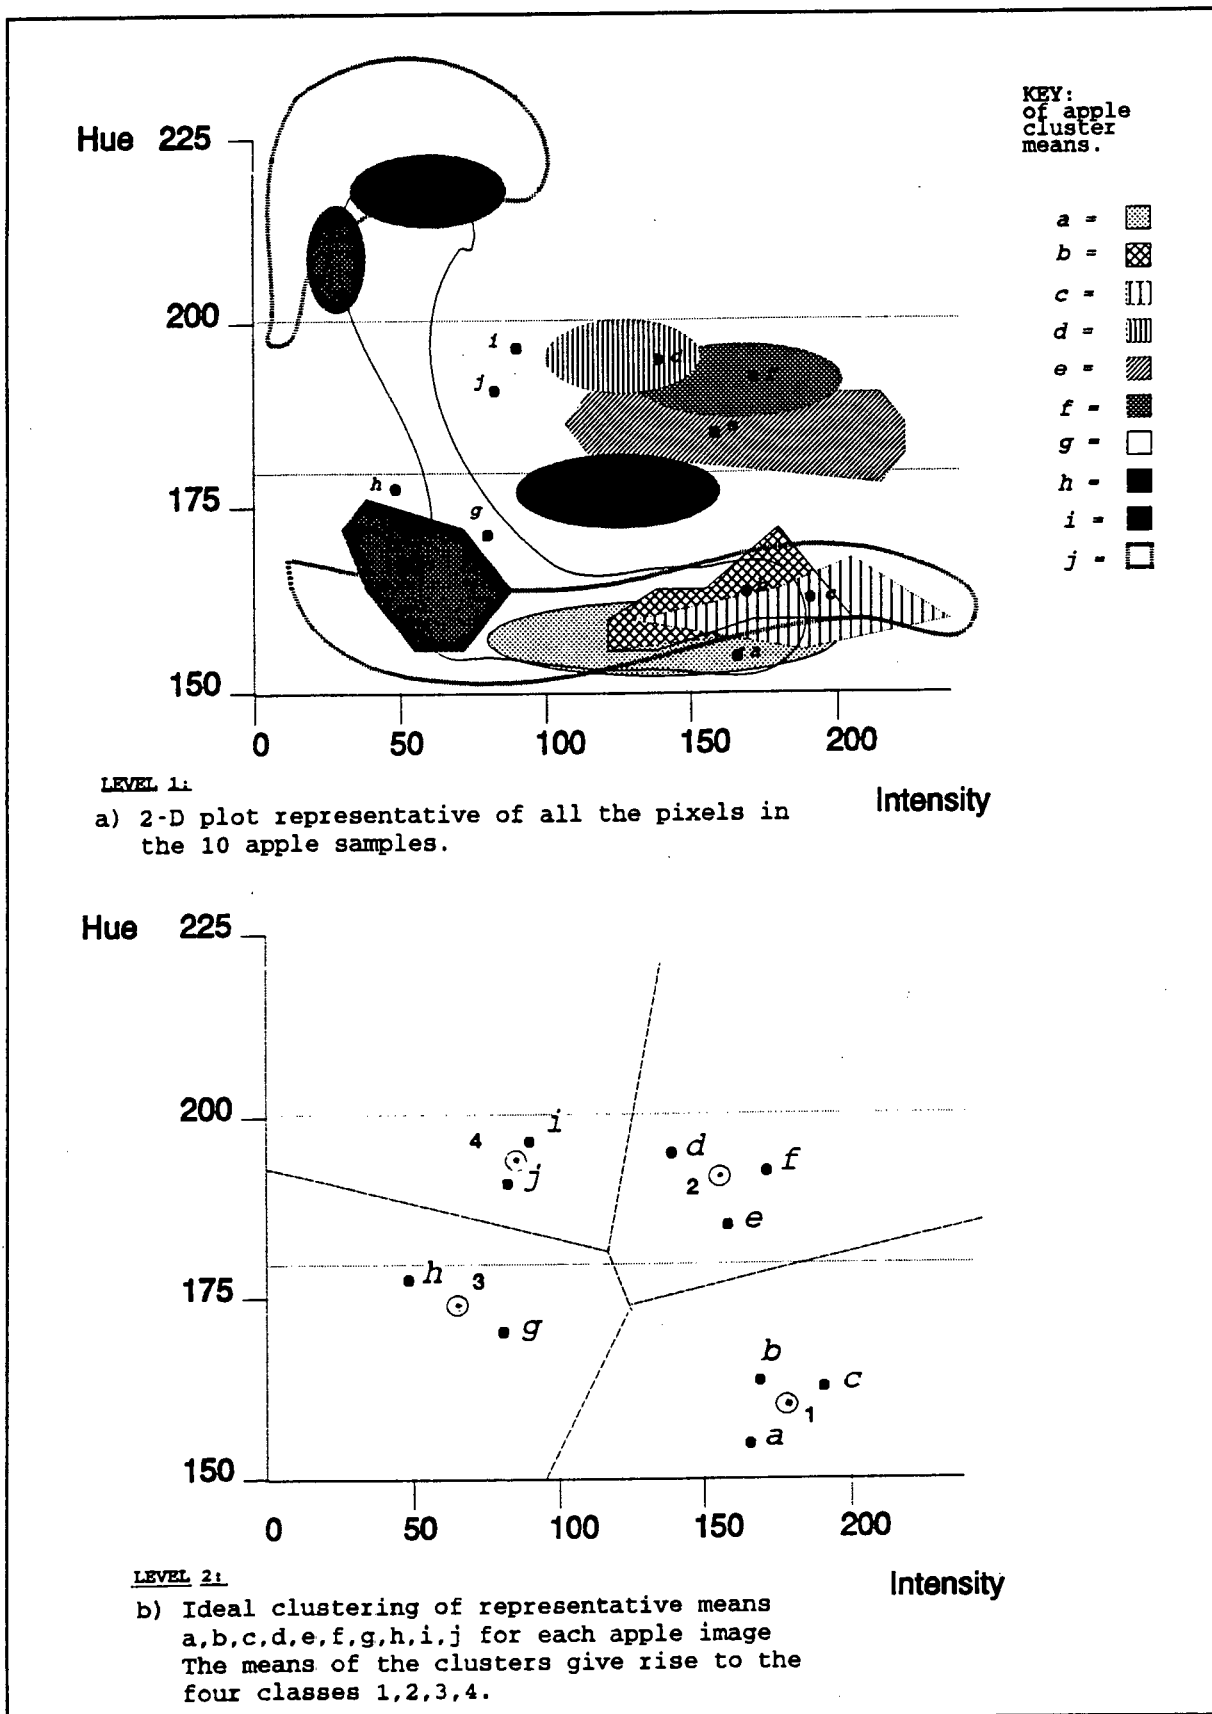 KEY:
of apple
cluster
means.
Hue 225
200
175
150
a =
b =
c =
d =
e =
f =
g =
h =
i =
j =
i
j
h
g
d
f
b
c
a
0 50 100 150 200
Intensity
LEVEL 1:
a) 2-D plot representative of all the pixels in
the 10 apple samples.
Hue 225
200
175
150
4 i
j
d
f
2
e
h 3
g
b
c
1
a
0 50 100 150 200
Intensity
LEVEL 2:
b) Ideal clustering of representative means
a,b,c,d,e,f,g,h,i,j for each apple image
The means of the clusters give rise to the
four classes 1,2,3,4.